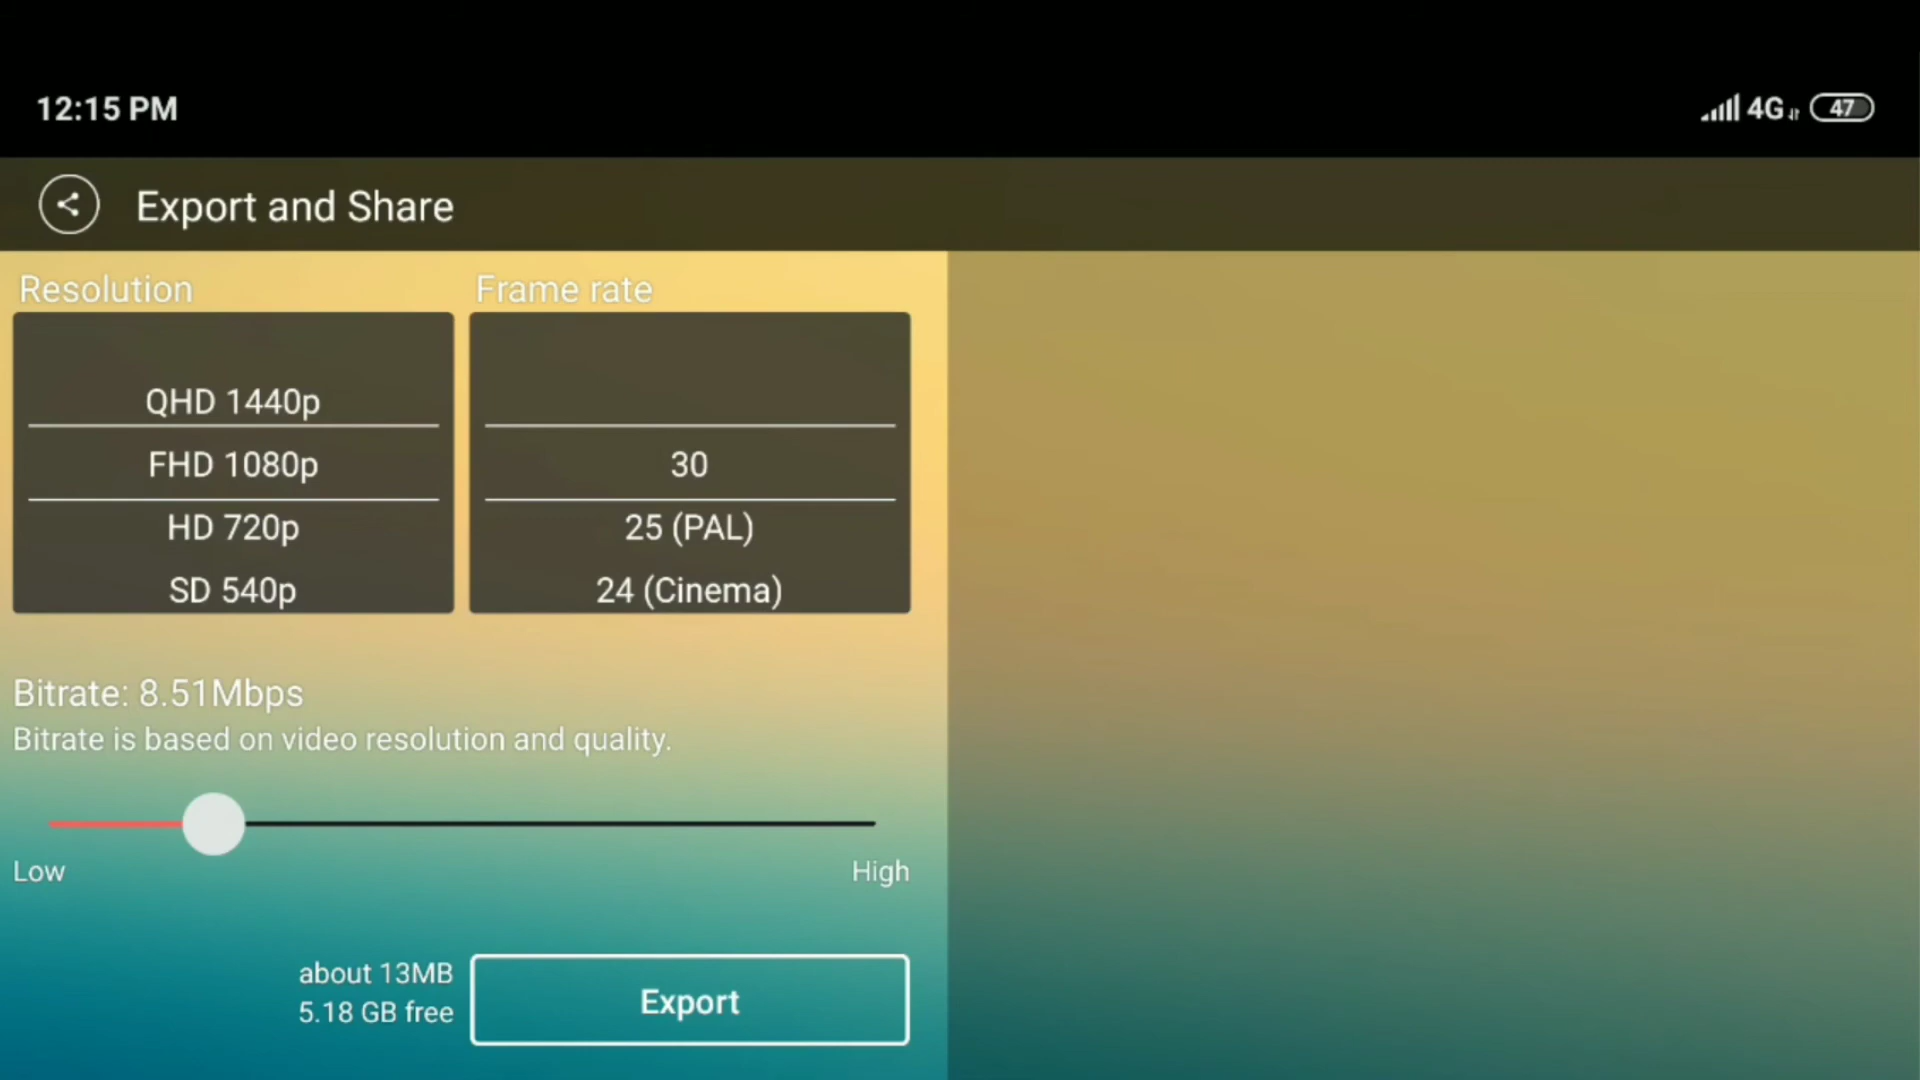 12:15 PM
4G 47
Export and Share
Resolution
Frame rate
QHD 1440p
FHD 1080p
HD 720p
SD 540p
30
25 (PAL)
24 (Cinema)
Bitrate: 8.51Mbps
Bitrate is based on video resolution and quality.
Low
High
about 13MB
5.18 GB free
Export